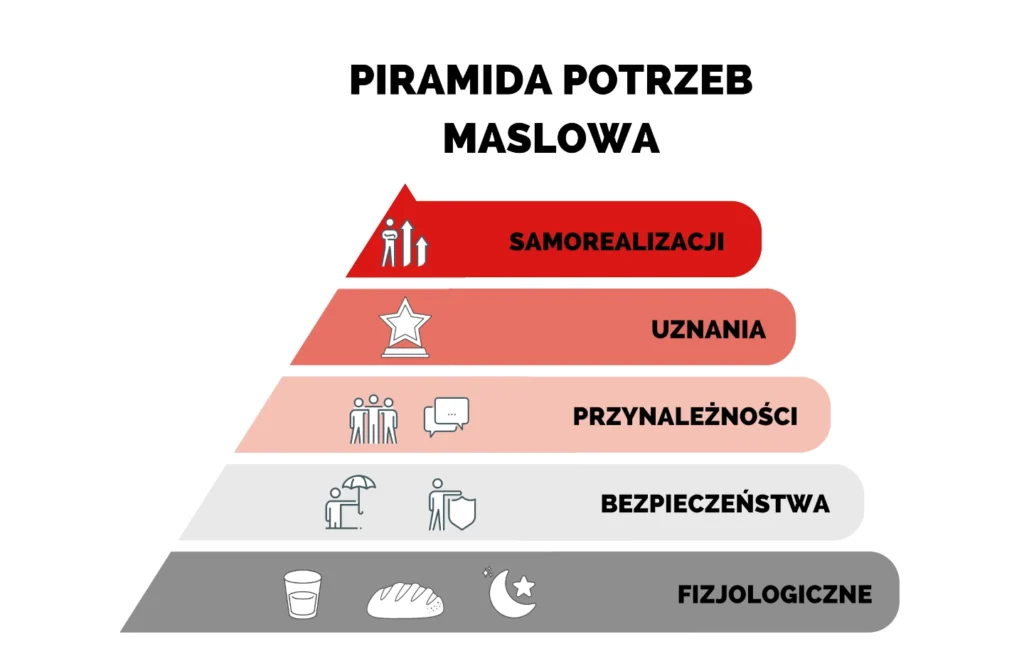 PIRAMIDA POTRZEB
MASLOWA
SAMOREALIZACJI
UZNANIA
PRZYNALEŻNOŚCI
BEZPIECZEŃSTWA
FIZJOLOGICZNE